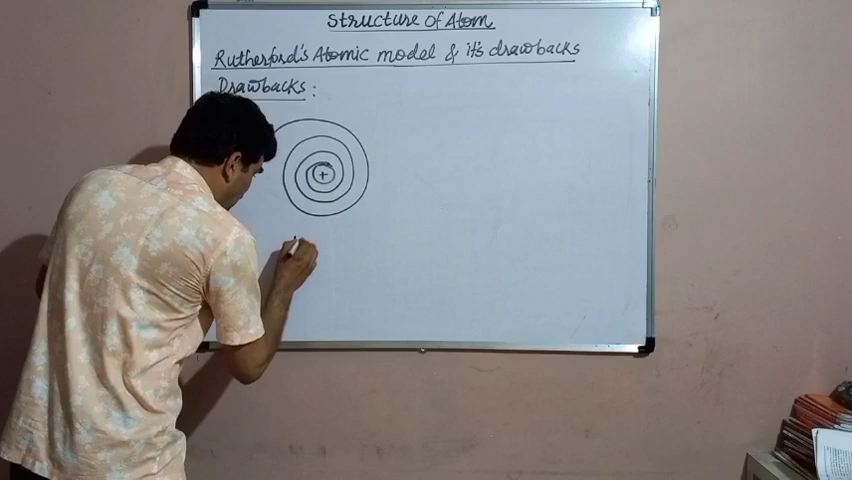 Structure of Atom
Rutherford's Atomic model & it's drawbacks
Drawbacks :
+